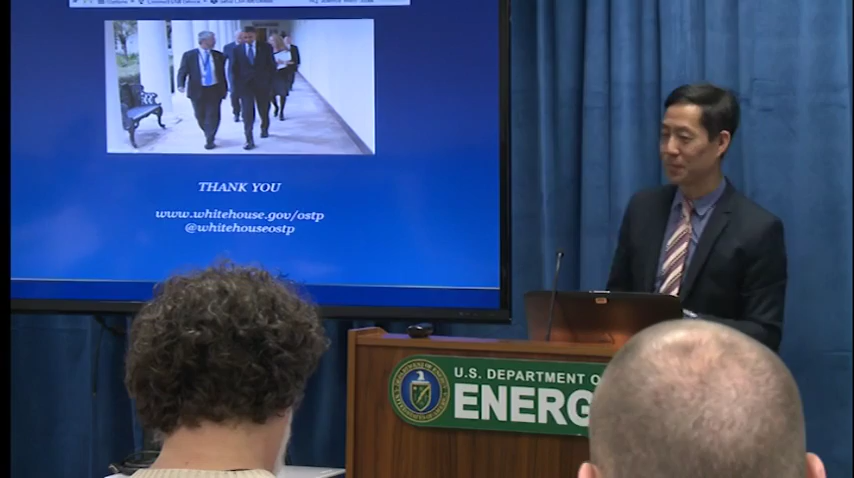 THANK YOU
www.whitehouse.gov/ostp
@whitehouseostp
U.S. DEPARTMENT OF
ENERG